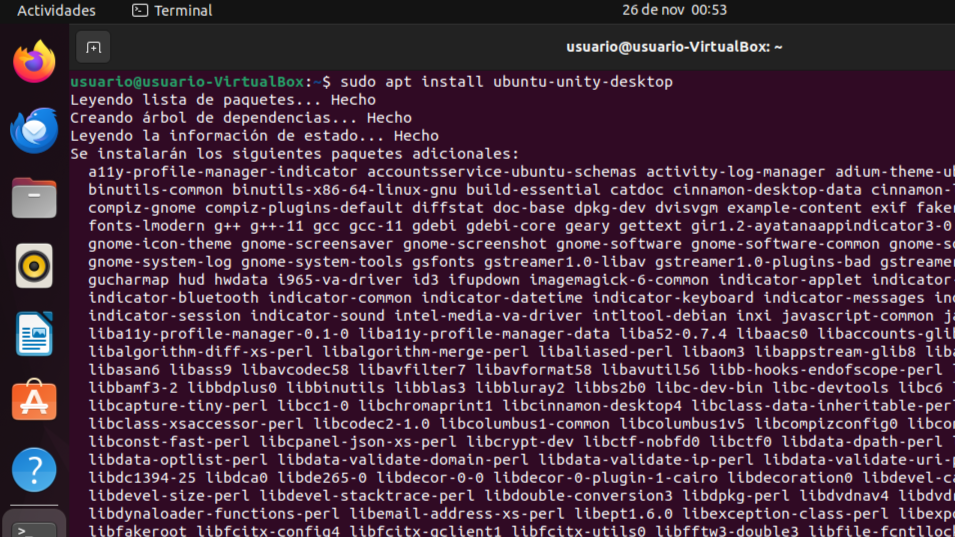 Actividades
Terminal
26 de nov 00:53
usuario@usuario-VirtualBox: ~
usuario@usuario-VirtualBox:~$ sudo apt install ubuntu-unity-desktop
Leyendo lista de paquetes... Hecho
Creando árbol de dependencias... Hecho
Leyendo la información de estado... Hecho
Se instalarán los siguientes paquetes adicionales:
a11y-profile-manager-indicator accountsservice-ubuntu-schemas activity-log-manager adium-theme-ub
binutils-common binutils-x86-64-linux-gnu build-essential catdoc cinnamon-desktop-data cinnamon-
compiz-gnome compiz-plugins-default diffstat doc-base dpkg-dev dvisvgm example-content exif faker
fonts-lmodern g++ g++-11 gcc gcc-11 gdebi gdebi-core geary gettext gir1.2-ayatanaappindicator3-0
gnome-icon-theme gnome-screensaver gnome-screenshot gnome-software gnome-software-common gnome-so
gnome-system-log gnome-system-tools gsfonts gstreamer1.0-libav gstreamer1.0-plugins-bad gstreamer
gucharmap hud hwdata i965-va-driver id3 ifupdown imagemagick-6-common indicator-applet indicator-
indicator-bluetooth indicator-common indicator-datetime indicator-keyboard indicator-messages ind
indicator-session indicator-sound intel-media-va-driver intltool-debian inxi javascript-common ja
liba11y-profile-manager-0.1-0 liba11y-profile-manager-data liba52-0.7.4 libaacs0 libaccounts-glib
libalgorithm-diff-xs-perl libalgorithm-merge-perl libaliased-perl libaom3 libappstream-glib8 liba
libasan6 libass9 libavcodec58 libavfilter7 libavformat58 libavutil56 libb-hooks-endofscope-perl l
libbamf3-2 libbdplus0 libbinutils libblas3 libbluray2 libbs2b0 libc-dev-bin libc-devtools libc6 l
libcapture-tiny-perl libcc1-0 libchromaprint1 libcinnamon-desktop4 libclass-data-inheritable-perl
libclass-xsaccessor-perl libcodec2-1.0 libcolumbus1-common libcolumbus1v5 libcompizconfig0 libcon
libconst-fast-perl libcpanel-json-xs-perl libcrypt-dev libctf-nobfd0 libctf0 libdata-dpath-perl l
libdata-optlist-perl libdata-validate-domain-perl libdata-validate-ip-perl libdata-validate-uri-p
libdc1394-25 libdca0 libde265-0 libdecor-0-0 libdecor-0-plugin-1-cairo libdecoration0 libdevel-ca
libdevel-size-perl libdevel-stacktrace-perl libdouble-conversion3 libdpkg-perl libdvdnav4 libdvdr
libdynaloader-functions-perl libemail-address-xs-perl libept1.6.0 libexception-class-perl libexpo
libfakeroot libfcitx-config4 libfcitx-gclient1 libfcitx-utils0 libfftw3-double3 libfile-fcntllock